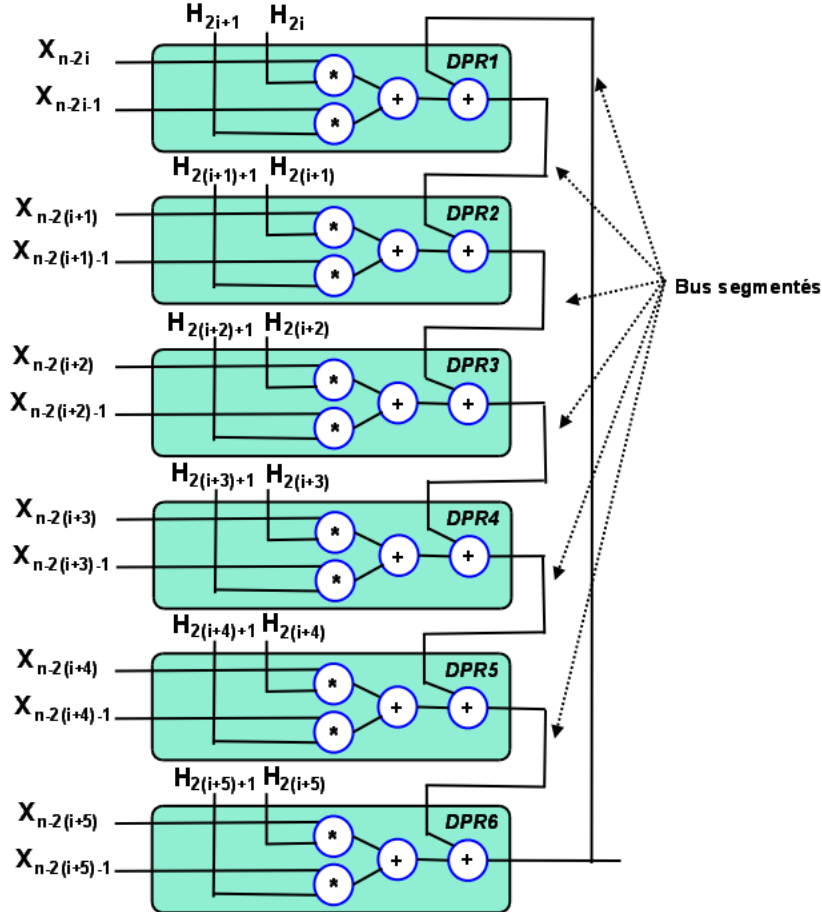 H2i+1 H2i
DPR1
Xn-2i
* + +
Xn-2i-1
*
H2(i+1)+1 H2(i+1)
DPR2
Xn-2(i+1)
* + +
Xn-2(i+1)-1
*
Bus segmentés
H2(i+2)+1 H2(i+2)
DPR3
Xn-2(i+2)
* + +
Xn-2(i+2)-1
*
H2(i+3)+1 H2(i+3)
DPR4
Xn-2(i+3)
* + +
Xn-2(i+3)-1
*
H2(i+4)+1 H2(i+4)
DPR5
Xn-2(i+4)
* + +
Xn-2(i+4)-1
*
H2(i+5)+1 H2(i+5)
DPR6
Xn-2(i+5)
* + +
Xn-2(i+5)-1
*